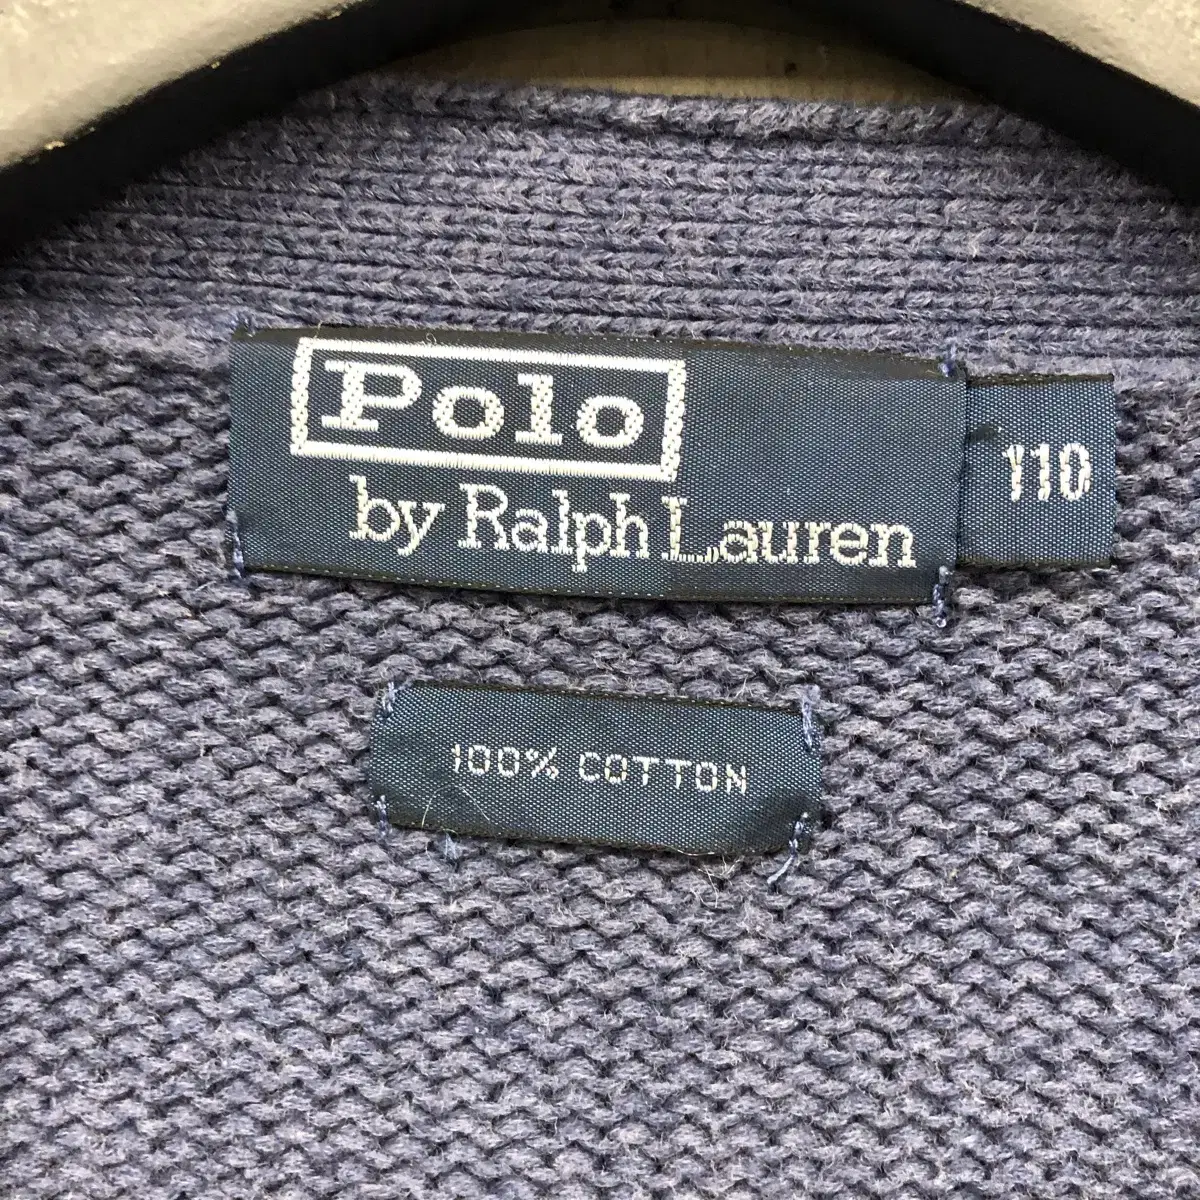 Polo
by Ralph Lauren
110
100% COTTON